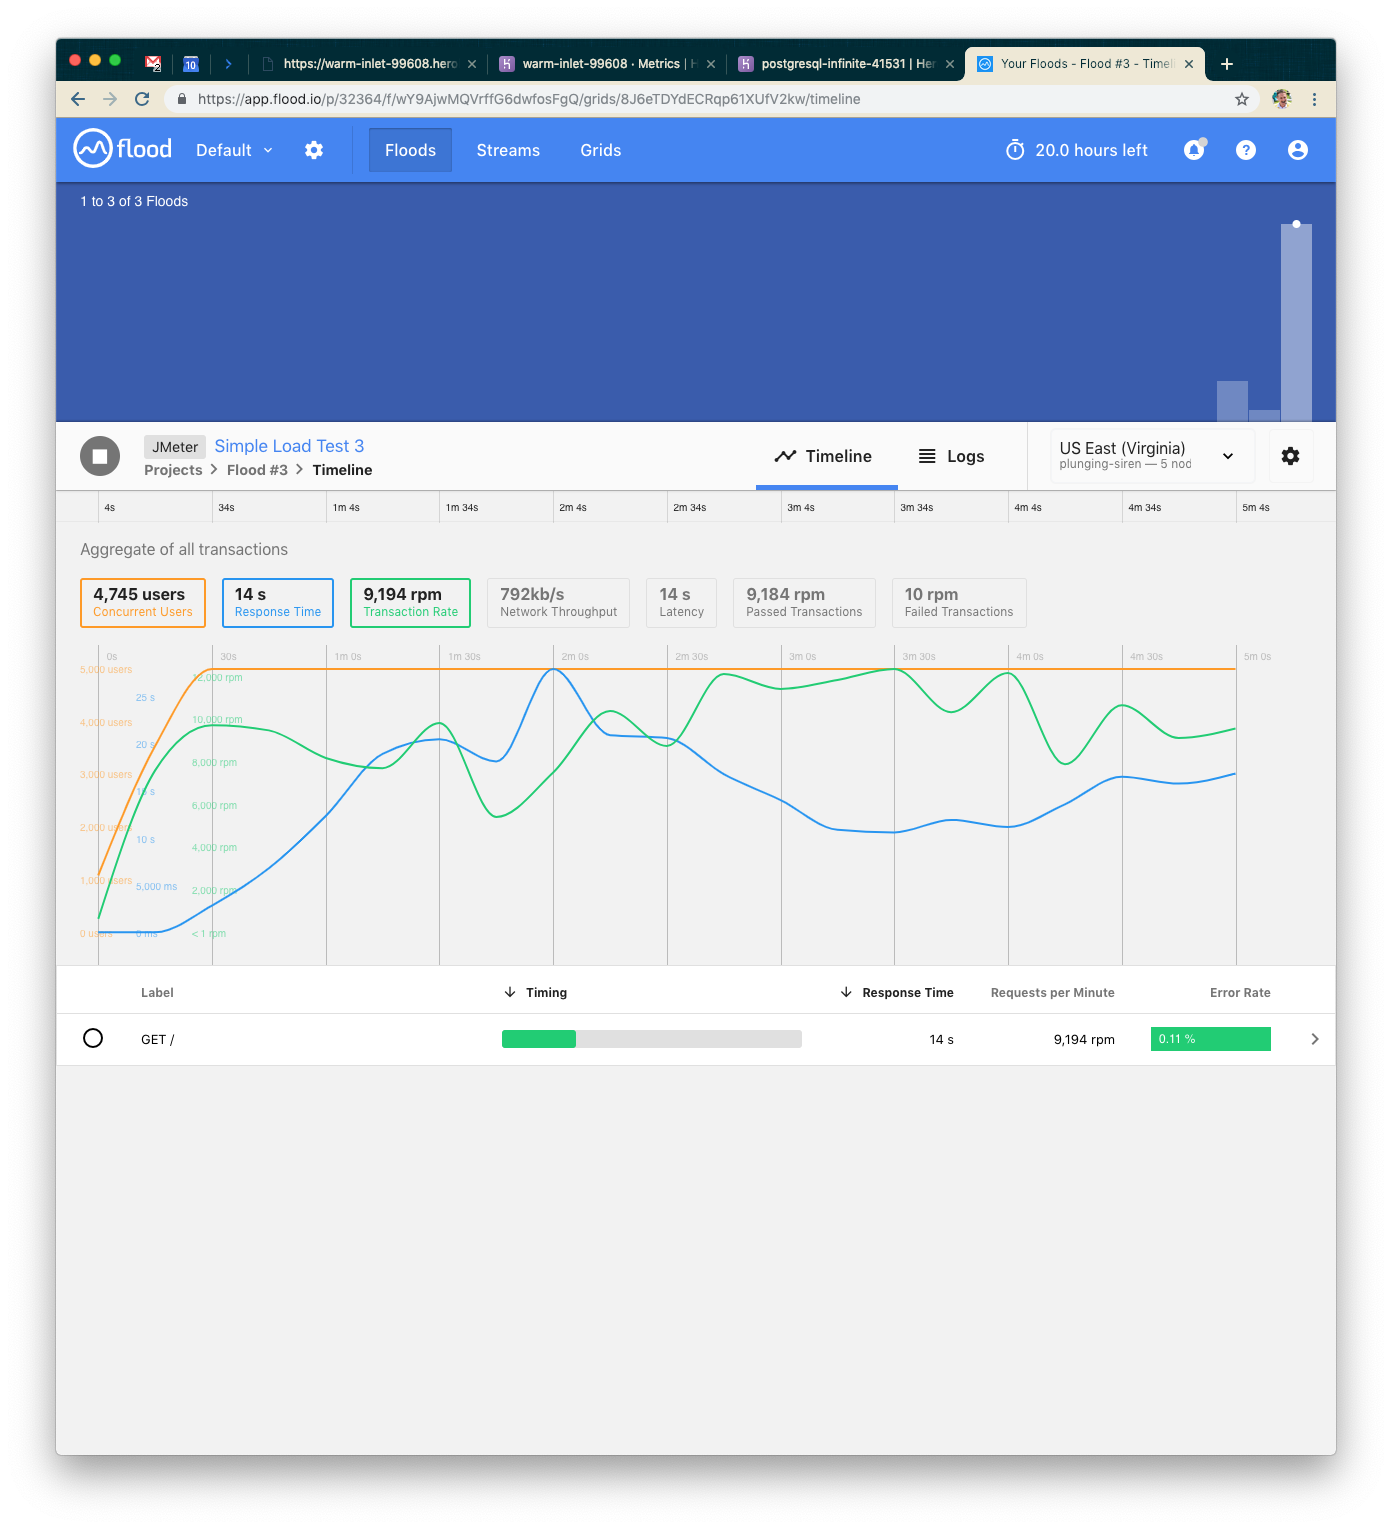 2
10
https://warm-inlet-99608.hero
warm-inlet-99608 · Metrics | H
postgresql-infinite-41531 | Her
Your Floods - Flood #3 - Timeli
https://app.flood.io/p/32364/f/wY9AjwMQVrffG6dwfosFgQ/grids/8J6eTDYdECRqp61XUfV2kw/timeline
flood
Default
Floods
Streams
Grids
20.0 hours left
1 to 3 of 3 Floods
JMeter Simple Load Test 3
Projects > Flood #3 > Timeline
Timeline
Logs
US East (Virginia)
plunging-siren — 5 nod
4s 34s 1m 4s 1m 34s 2m 4s 2m 34s 3m 4s 3m 34s 4m 4s 4m 34s 5m 4s
Aggregate of all transactions
4,745 users
Concurrent Users
14 s
Response Time
9,194 rpm
Transaction Rate
792kb/s
Network Throughput
14 s
Latency
9,184 rpm
Passed Transactions
10 rpm
Failed Transactions
0s 30s 1m 0s 1m 30s 2m 0s 2m 30s 3m 0s 3m 30s 4m 0s 4m 30s 5m 0s
5,000 users
12,000 rpm
25 s
4,000 users
10,000 rpm
20 s
3,000 users
8,000 rpm
15 s
6,000 rpm
2,000 users
10 s
4,000 rpm
1,000 users
5,000 ms
2,000 rpm
0 users
0 ms
< 1 rpm
Label Timing Response Time Requests per Minute Error Rate
GET / 14 s 9,194 rpm 0.11 %